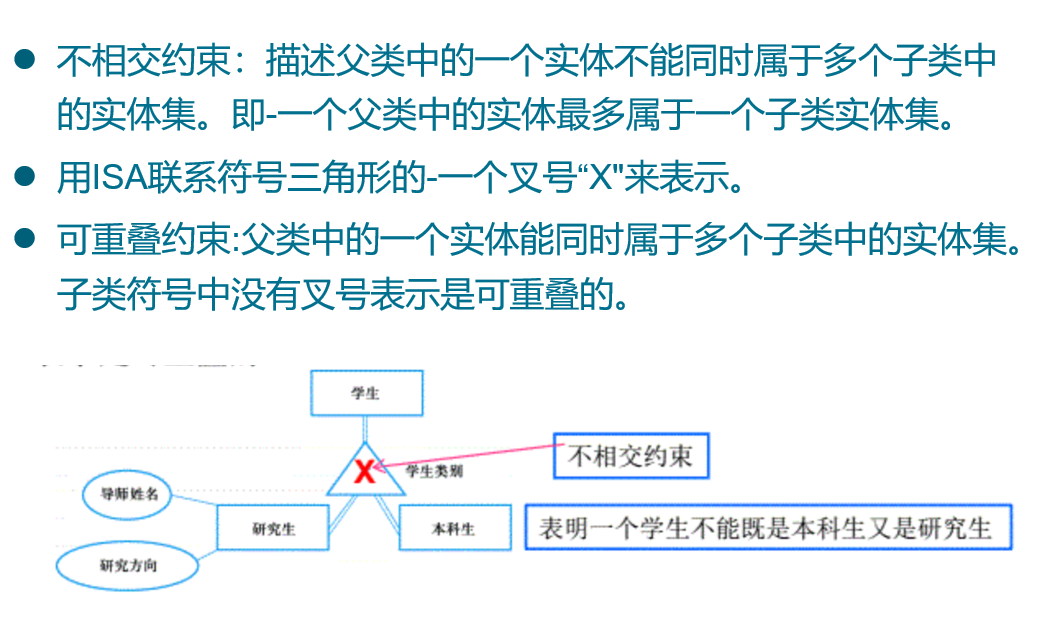 不相交约束：描述父类中的一个实体不能同时属于多个子类中
的实体集。即-一个父类中的实体最多属于一个子类实体集。
用ISA联系符号三角形的-一个叉号“X"来表示。
可重叠约束:父类中的一个实体能同时属于多个子类中的实体集。
子类符号中没有叉号表示是可重叠的。
学生
X
学生类别
不相交约束
导师姓名
研究生
本科生
表明一个学生不能既是本科生又是研究生
研究方向